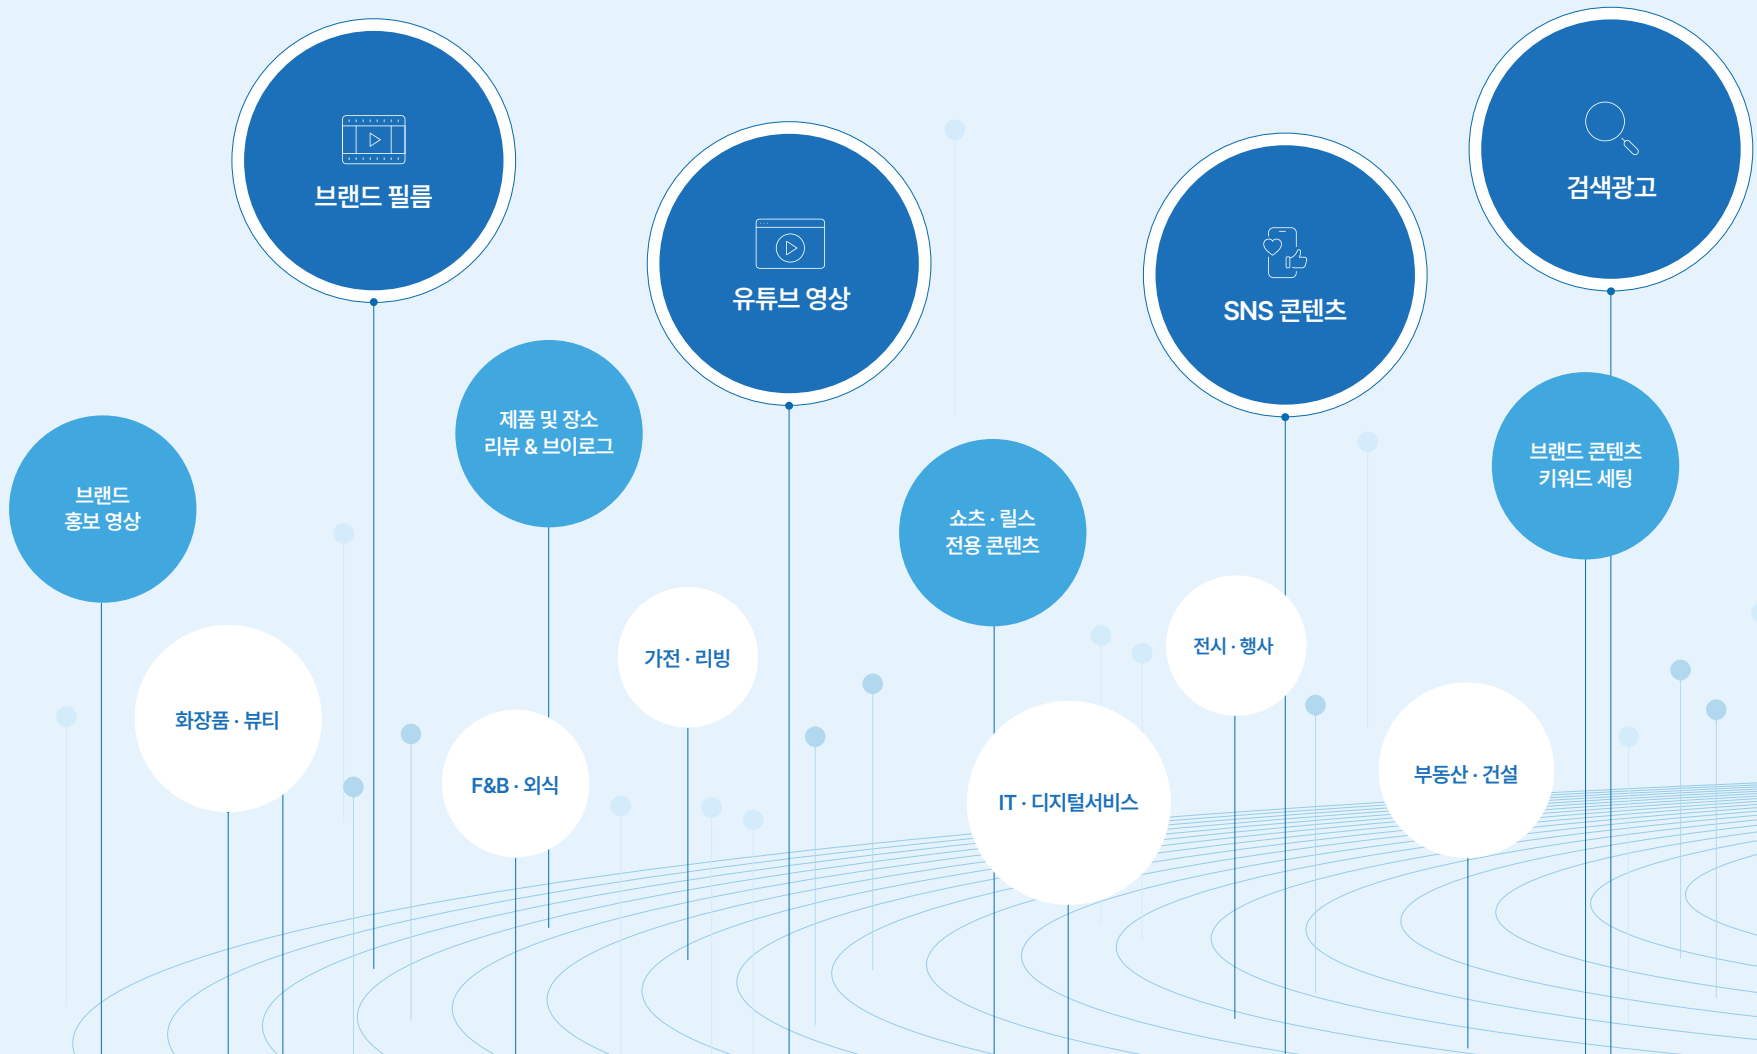 브랜드 필름
유튜브 영상
SNS 콘텐츠
검색광고
브랜드
홍보 영상
제품 및 장소
리뷰 & 브이로그
쇼츠 · 릴스
전용 콘텐츠
브랜드 콘텐츠
키워드 세팅
화장품 · 뷰티
F&B · 외식
가전 · 리빙
IT · 디지털서비스
전시 · 행사
부동산 · 건설